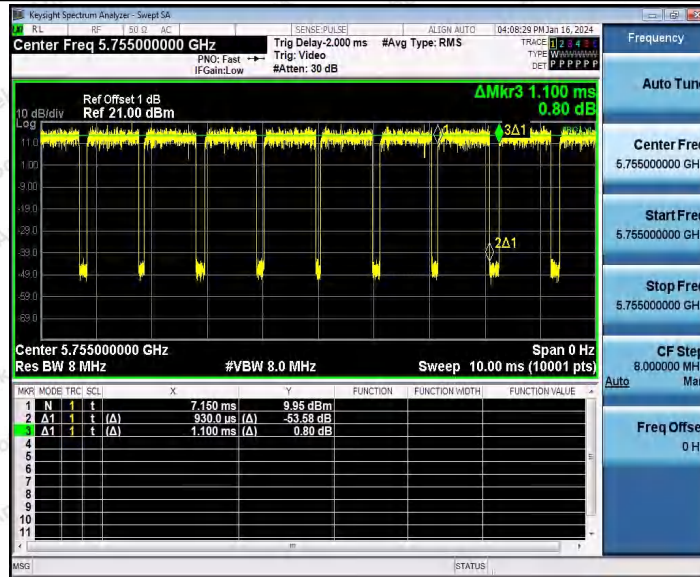 Keysight Spectrum Analyzer - Swept SA
RL RF 50 Ω AC SENSE:PULSE ALIGN AUTO 04:08:29 PM Jan 16, 2024
Center Freq 5.755000000 GHz
PNO: Fast
IFGain:Low
Trig Delay-2.000 ms
Trig: Video
#Atten: 30 dB
#Avg Type: RMS
TRACE 1 2 3 4 5 6
TYPE W
DET P P P P P P
ΔMkr3 1.100 ms
0.80 dB
Ref Offset 1 dB
10 dB/div Ref 21.00 dBm
Log
11.0
1.00
-9.00
-19.0
-29.0
-39.0
-49.0
-59.0
-69.0
1
3Δ1
2Δ1
Center 5.755000000 GHz Span 0 Hz
Res BW 8 MHz #VBW 8.0 MHz Sweep 10.00 ms (10001 pts)
MKR MODE TRC SCL X Y FUNCTION FUNCTION WIDTH FUNCTION VALUE
1 N 1 t 7.150 ms 9.95 dBm
2 Δ1 1 t (Δ) 930.0 µs (Δ) -53.58 dB
3 Δ1 1 t (Δ) 1.100 ms (Δ) 0.80 dB
4
5
6
7
8
9
10
11
MSG STATUS
Frequency
Auto Tun
Center Fre
5.755000000 GH
Start Fre
5.755000000 GH
Stop Fre
5.755000000 GH
CF Step
8.000000 MH
Auto Ma
Freq Offse
0 H